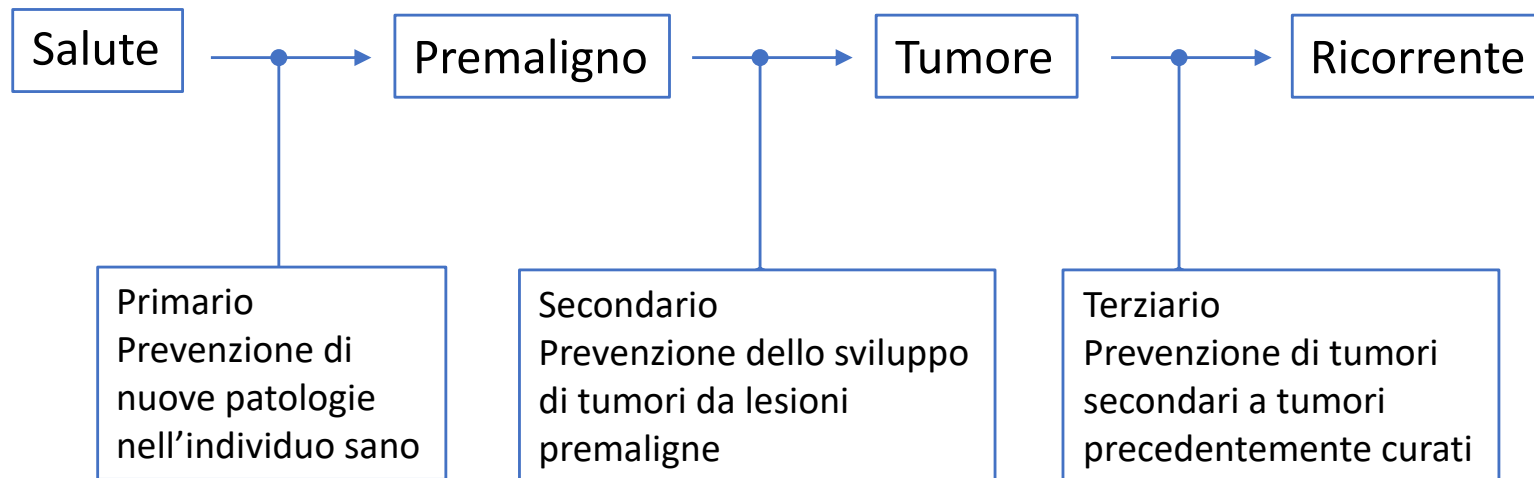 Salute
Premaligno
Tumore
Ricorrente
Primario
Prevenzione di
nuove patologie
nell’individuo sano
Secondario
Prevenzione dello sviluppo
di tumori da lesioni
premaligne
Terziario
Prevenzione di tumori
secondari a tumori
precedentemente curati